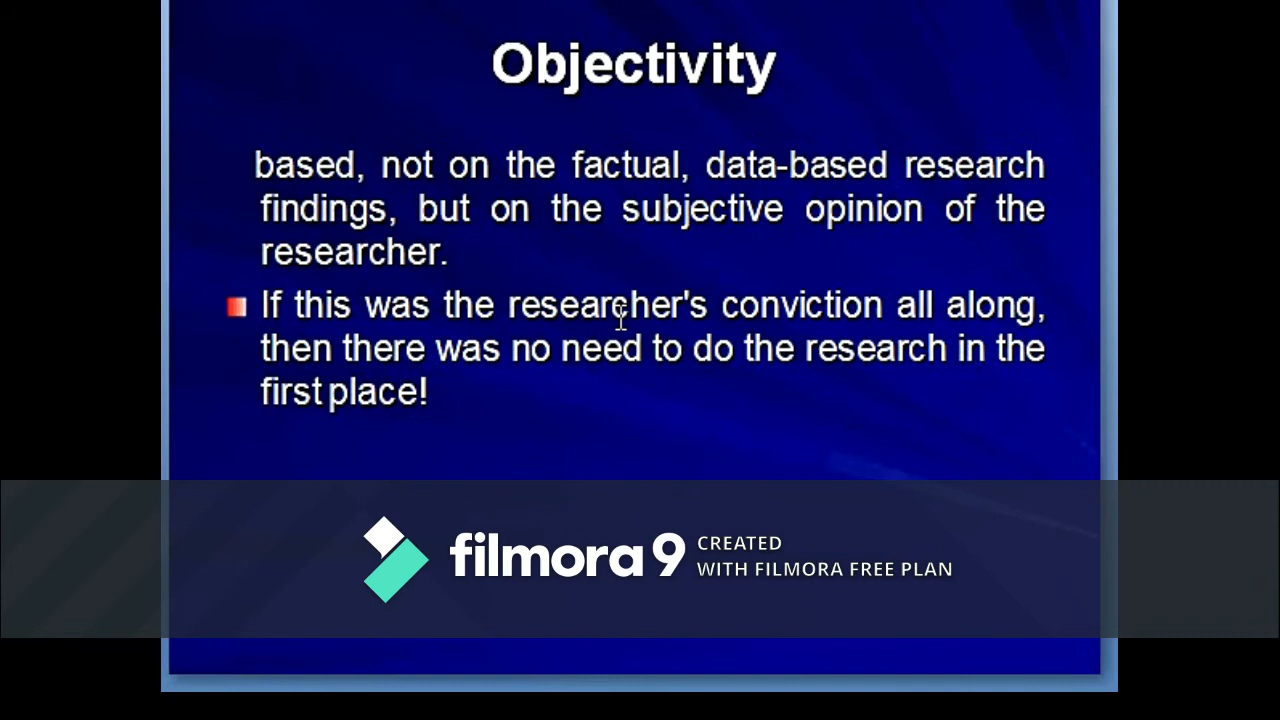 Objectivity
based, not on the factual, data-based research
findings, but on the subjective opinion of the
researcher.
If this was the researcher's conviction all along,
then there was no need to do the research in the
first place!
filmora 9
CREATED
WITH FILMORA FREE PLAN